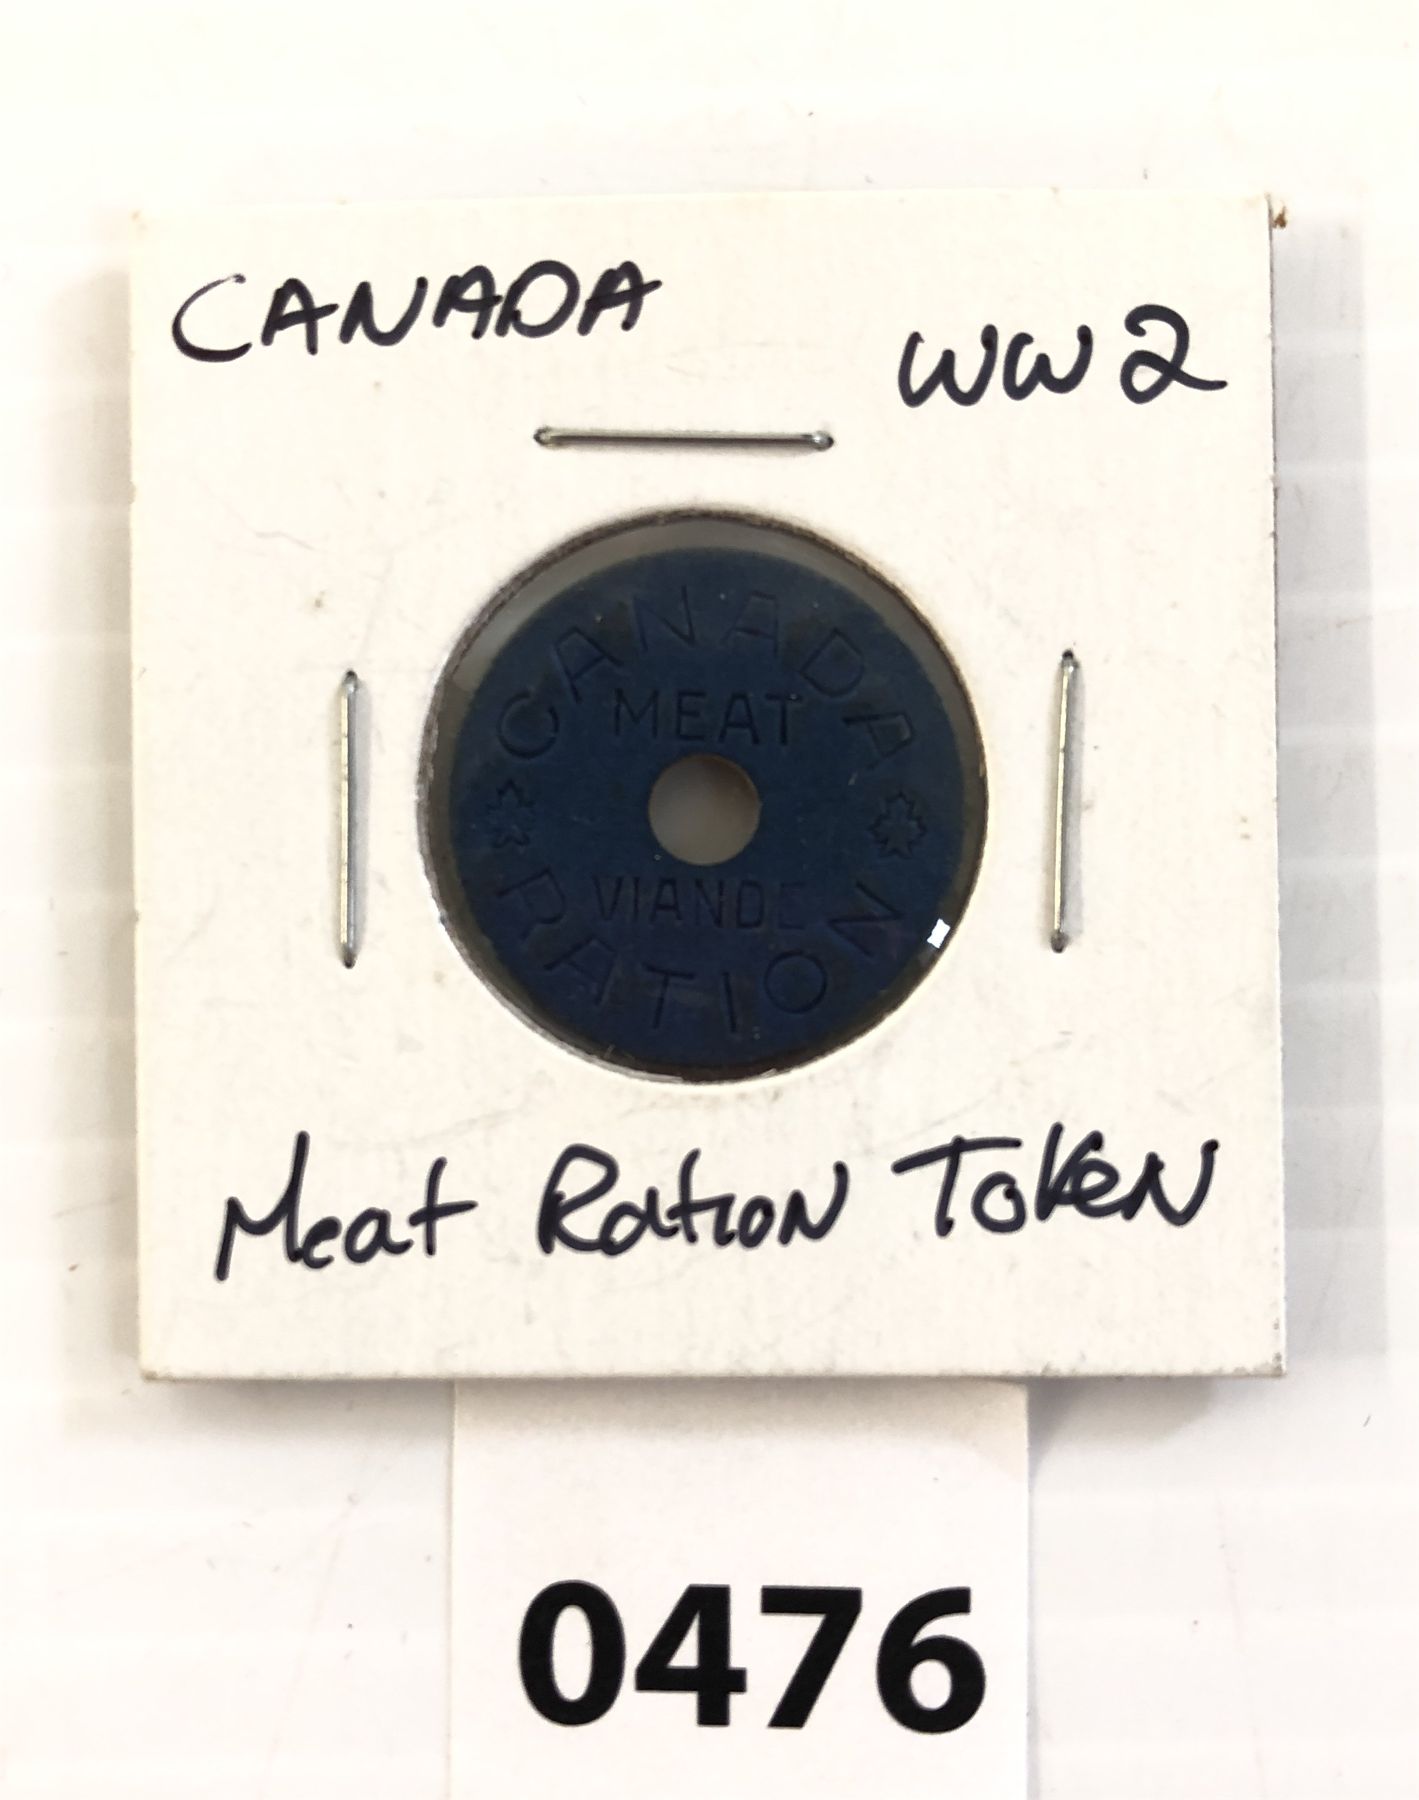 CANADA
WW2
CANADA
MEAT
VIANDE
RATION
Meat Ration Token
0476